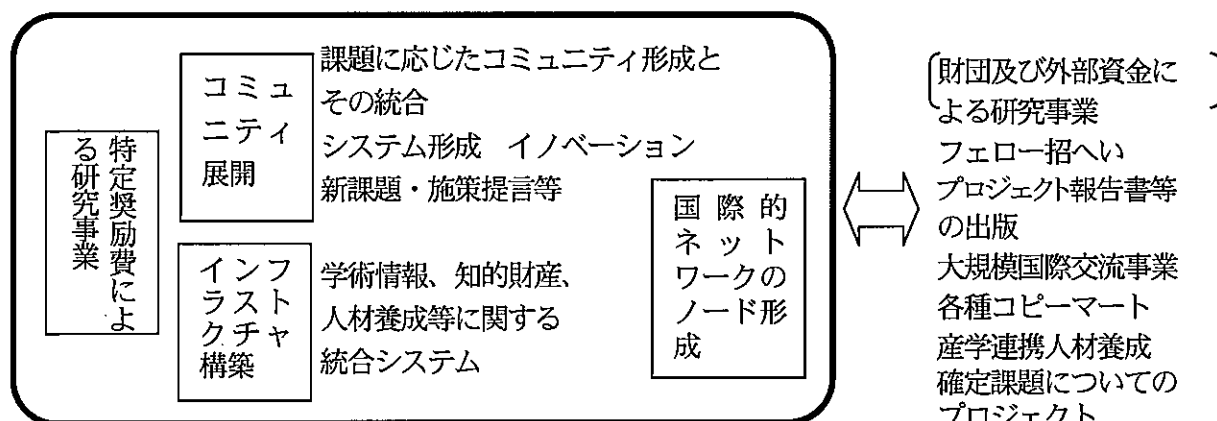 特定奨励費によ
る研究事業
コミュ
ニティ
展開
課題に応じたコミュニティ形成と
その統合
システム形成　イノベーション
新課題・施策提言等
インフ
ラスト
クチャ
構築
学術情報、知的財産、
人材養成等に関する
統合システム
国際的
ネット
ワークの
ノード形
成
財団及び外部資金に
よる研究事業
フェロー招へい
プロジェクト報告書等
の出版
大規模国際交流事業
各種コピーマート
産学連携人材養成
確定課題についての
プロジェクト